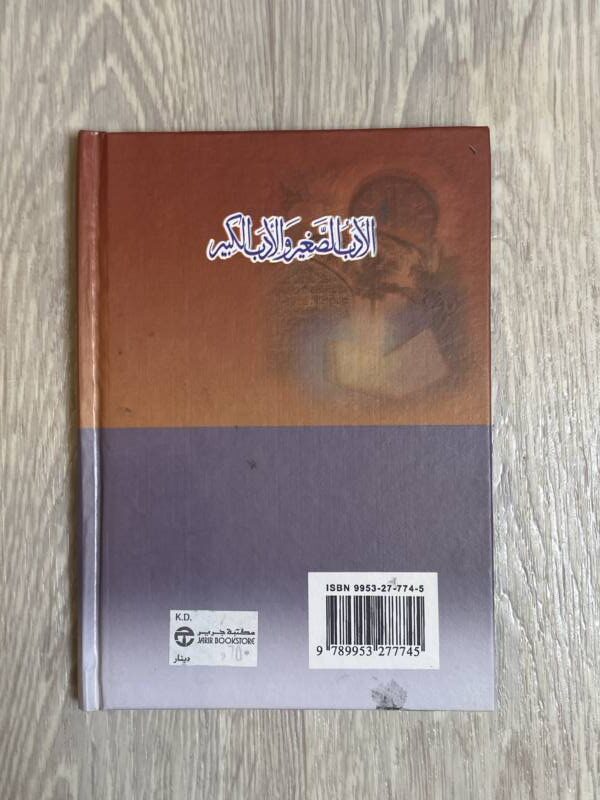 الأدب الصغير والأدب الكبير
ISBN 9953-27-774-5
9 789953 277745
K.D.
مكتبة جرير
JARIR BOOKSTORE
دينار